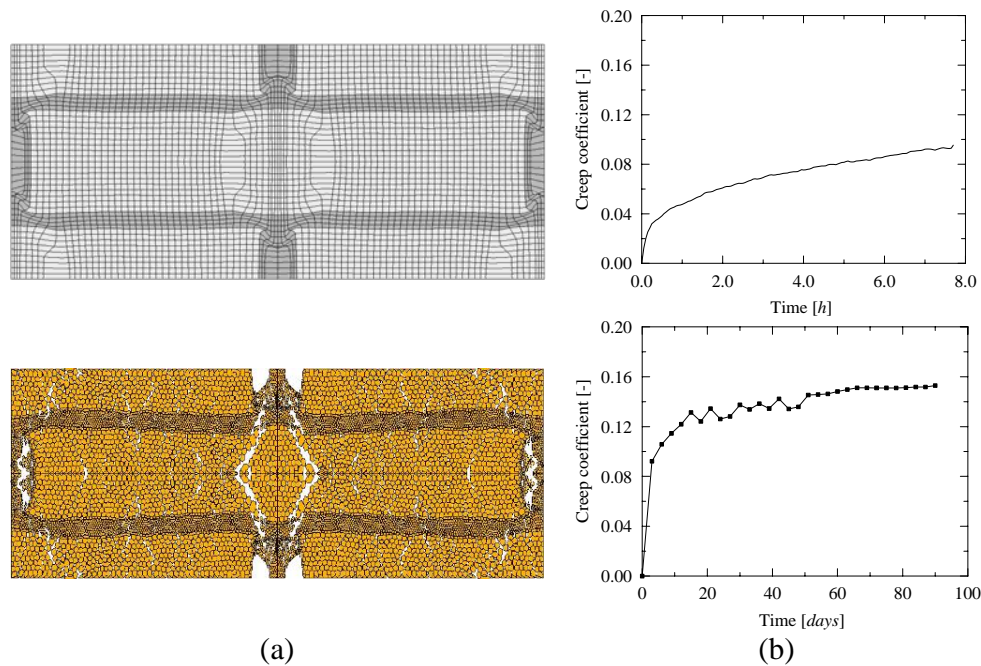 0.20
0.16
0.12
0.08
0.04
0.00
Creep coefficient [-]
0.0 2.0 4.0 6.0 8.0
Time [h]
0.20
0.16
0.12
0.08
0.04
0.00
Creep coefficient [-]
0 20 40 60 80 100
Time [days]
(a) (b)